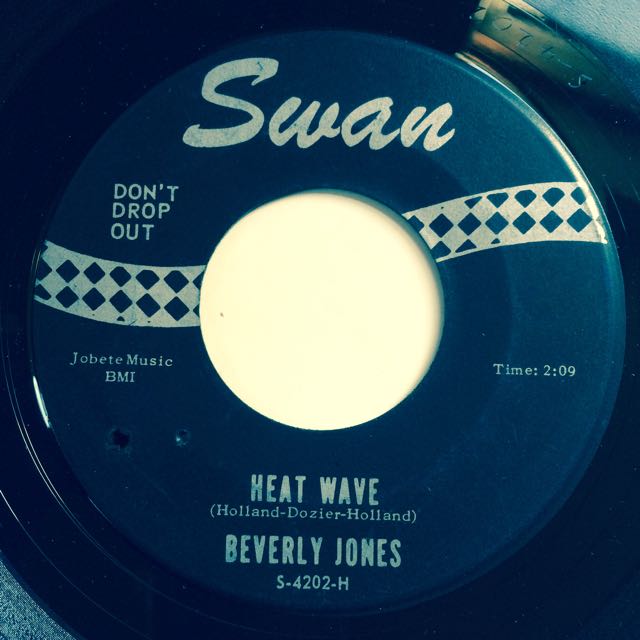 Swan
DON'T
DROP
OUT
Jobete Music
BMI
Time: 2:09
HEAT WAVE
(Holland-Dozier-Holland)
BEVERLY JONES
S-4202-H